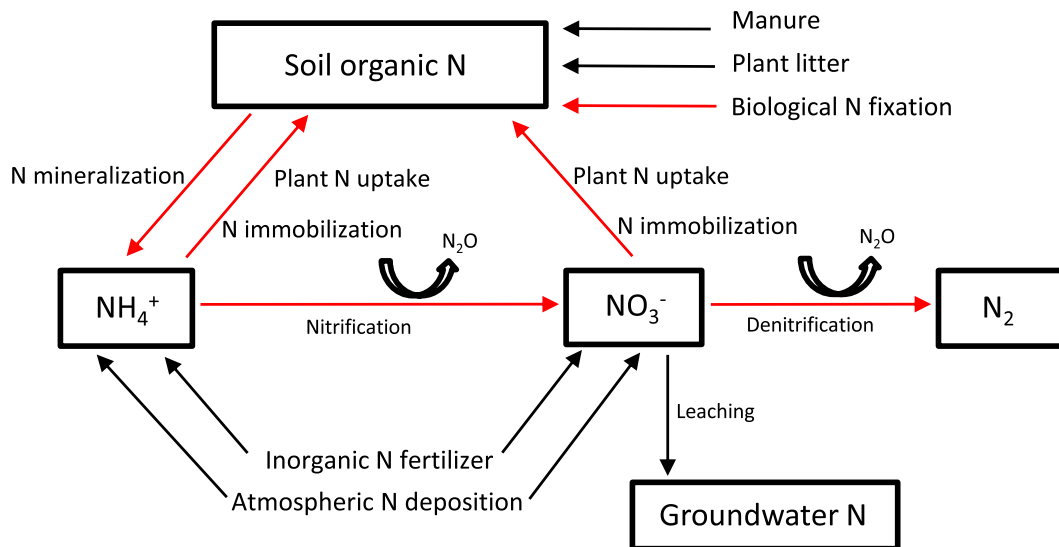 Manure
Soil organic N
Plant litter
Biological N fixation
N mineralization
Plant N uptake
Plant N uptake
N immobilization
N immobilization
N₂O
N₂O
NH₄⁺
NO₃⁻
N₂
Nitrification
Denitrification
Leaching
Inorganic N fertilizer
Atmospheric N deposition
Groundwater N